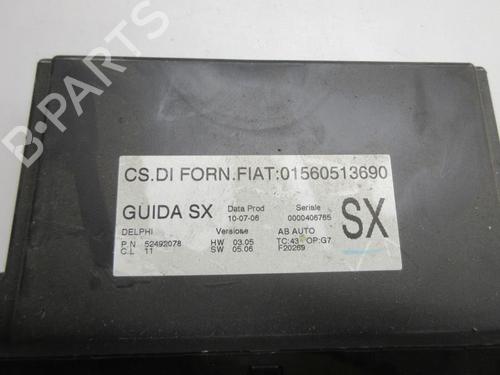 B-PARTS
CS.DI FORN.FIAT:01560513690
GUIDA SX Data Prod Seriale SX
10-07-06 0000406765
DELPHI Versione AB AUTO
P.N 52492078 HW 03.05 TC:43 OP:G7
C.L 11 SW 05.06 F20269